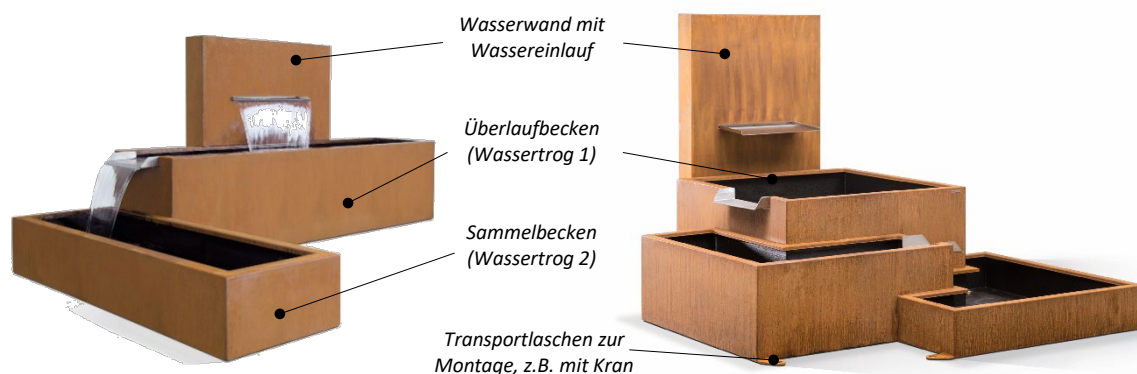 Wasserwand mit
Wassereinlauf
Überlaufbecken
(Wassertrog 1)
Sammelbecken
(Wassertrog 2)
Transportlaschen zur
Montage, z.B. mit Kran